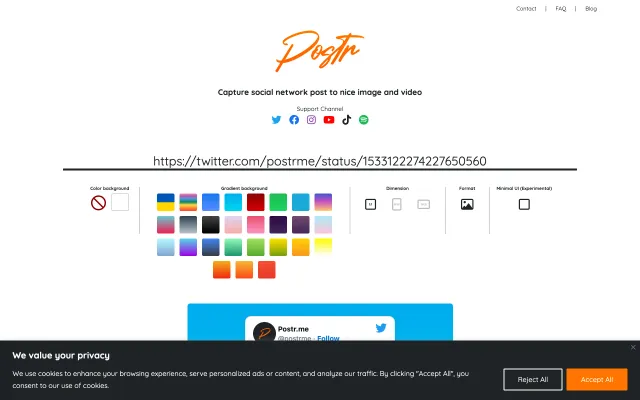 Contact | FAQ | Blog
Postr
Capture social network post to nice image and video
Support Channel
https://twitter.com/postrme/status/1533122274227650560
Color background
Gradient background
Dimension
Format
Minimal UI (Experimental)
Postr.me
@postrme · Follow
We value your privacy
We use cookies to enhance your browsing experience, serve personalized ads or content, and analyze our traffic. By clicking "Accept All", you
consent to our use of cookies.
Reject All
Accept All